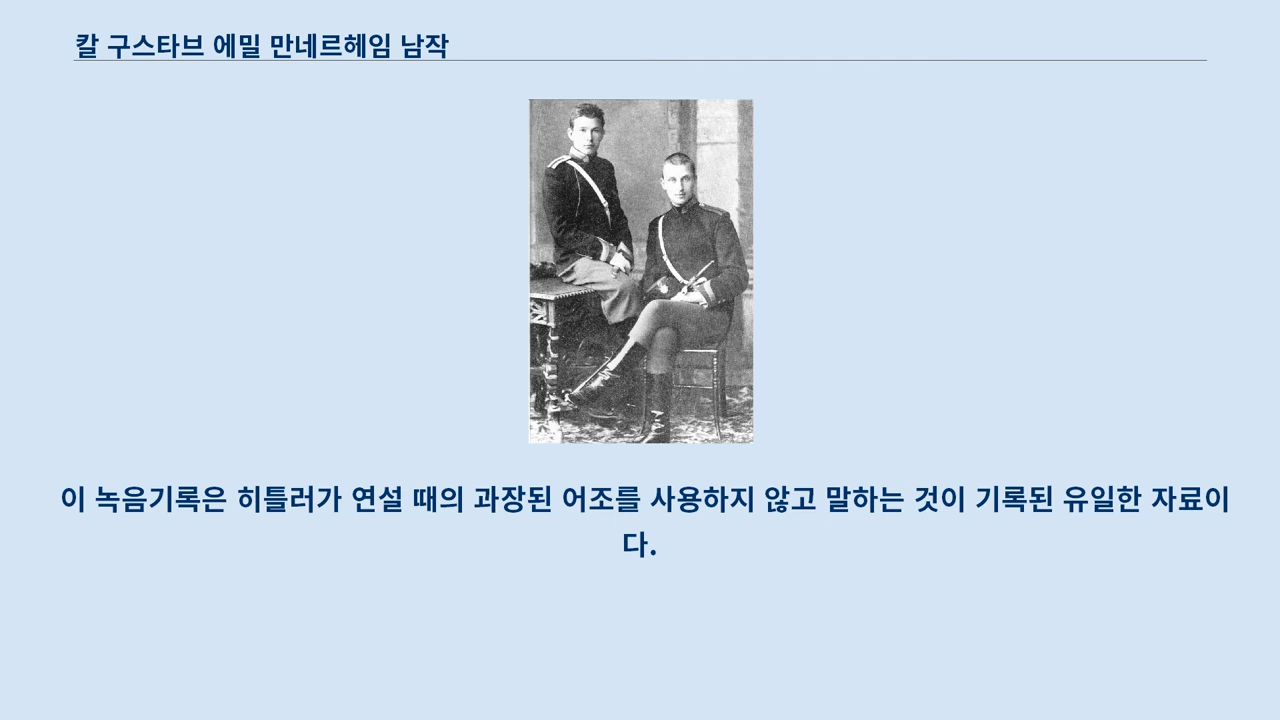 칼 구스타브 에밀 만네르헤임 남작
이 녹음기록은 히틀러가 연설 때의 과장된 어조를 사용하지 않고 말하는 것이 기록된 유일한 자료이
다.